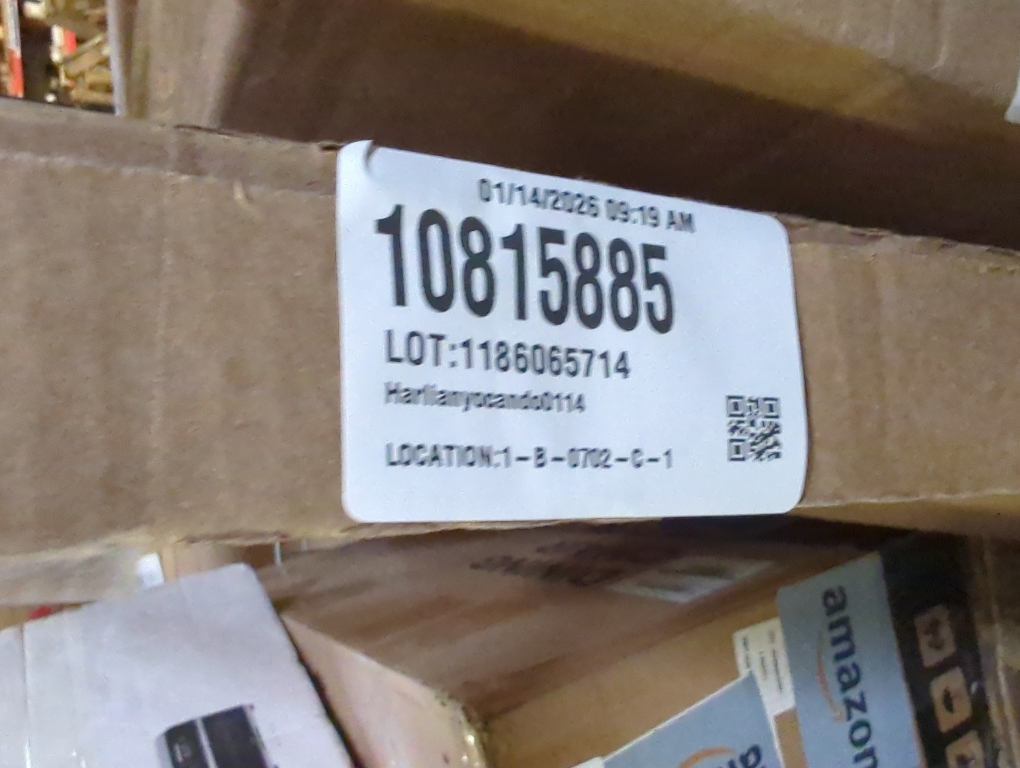 01/14/2026 09:19 AM
10815885
LOT:1186065714
Harlianyocando0114
LOCATION:1-B-0702-C-1
amazon